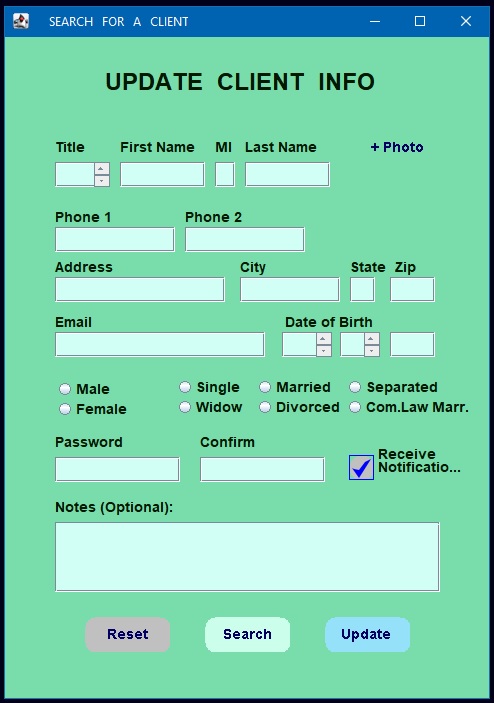 SEARCH FOR A CLIENT
UPDATE CLIENT INFO
Title First Name MI Last Name + Photo
Phone 1 Phone 2
Address City State Zip
Email Date of Birth
Male Single Married Separated
Female Widow Divorced Com.Law Marr.
Password Confirm Receive
Notificatio...
Notes (Optional):
Reset Search Update